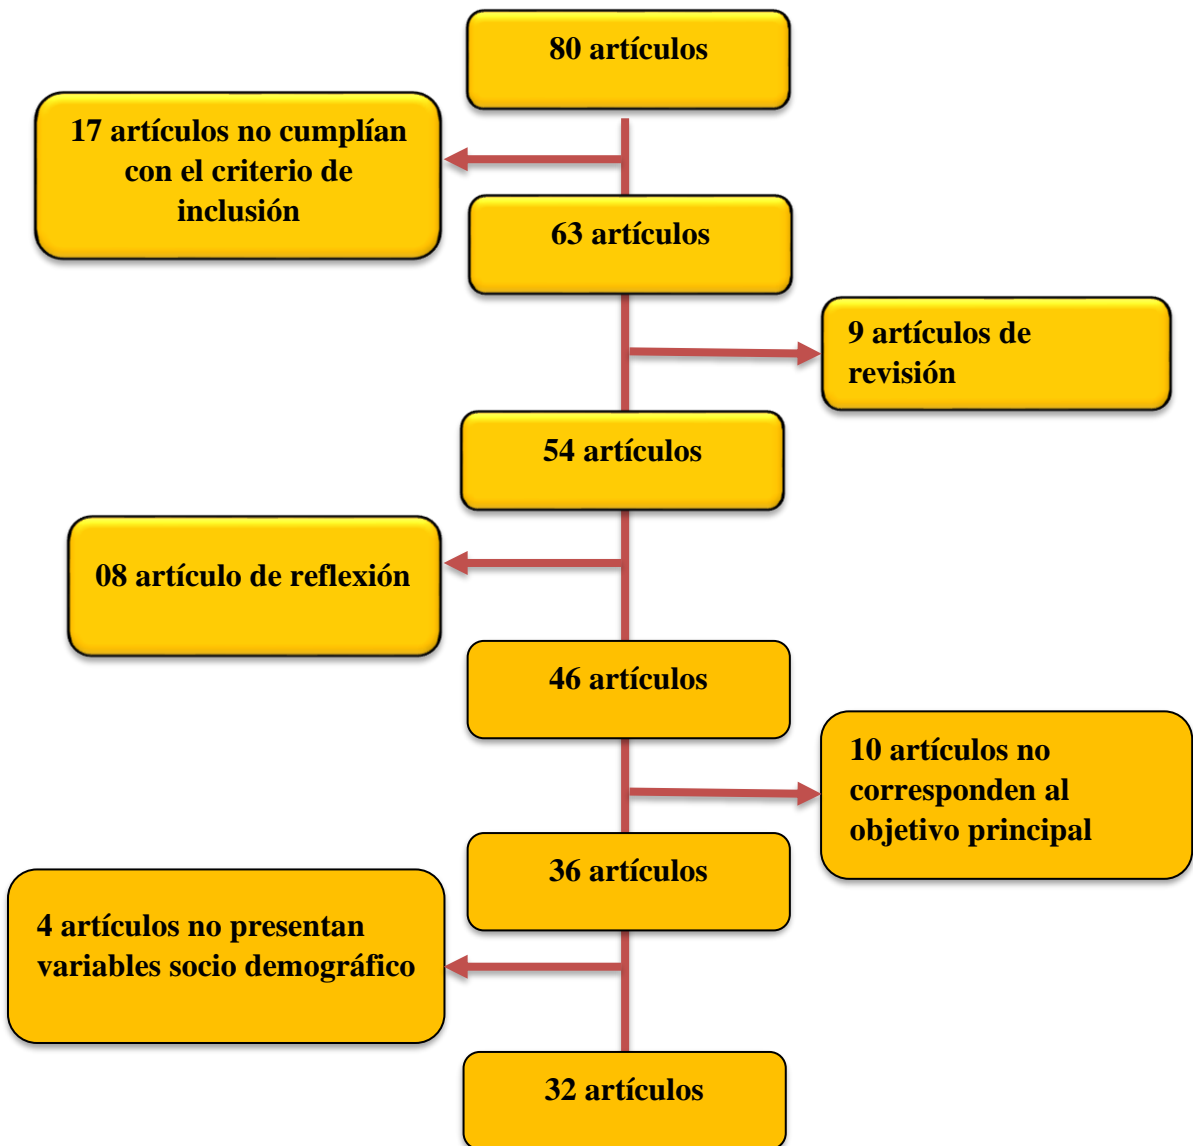 80 artículos
17 artículos no cumplían
con el criterio de
inclusión
63 artículos
9 artículos de
revisión
54 artículos
08 artículo de reflexión
46 artículos
10 artículos no
corresponden al
objetivo principal
36 artículos
4 artículos no presentan
variables socio demográfico
32 artículos